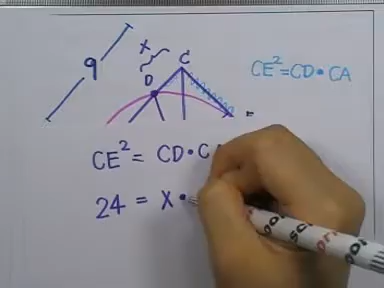 9
x
C
D
CE²=CD•CA
=
CE² = CD•C
24 = x •